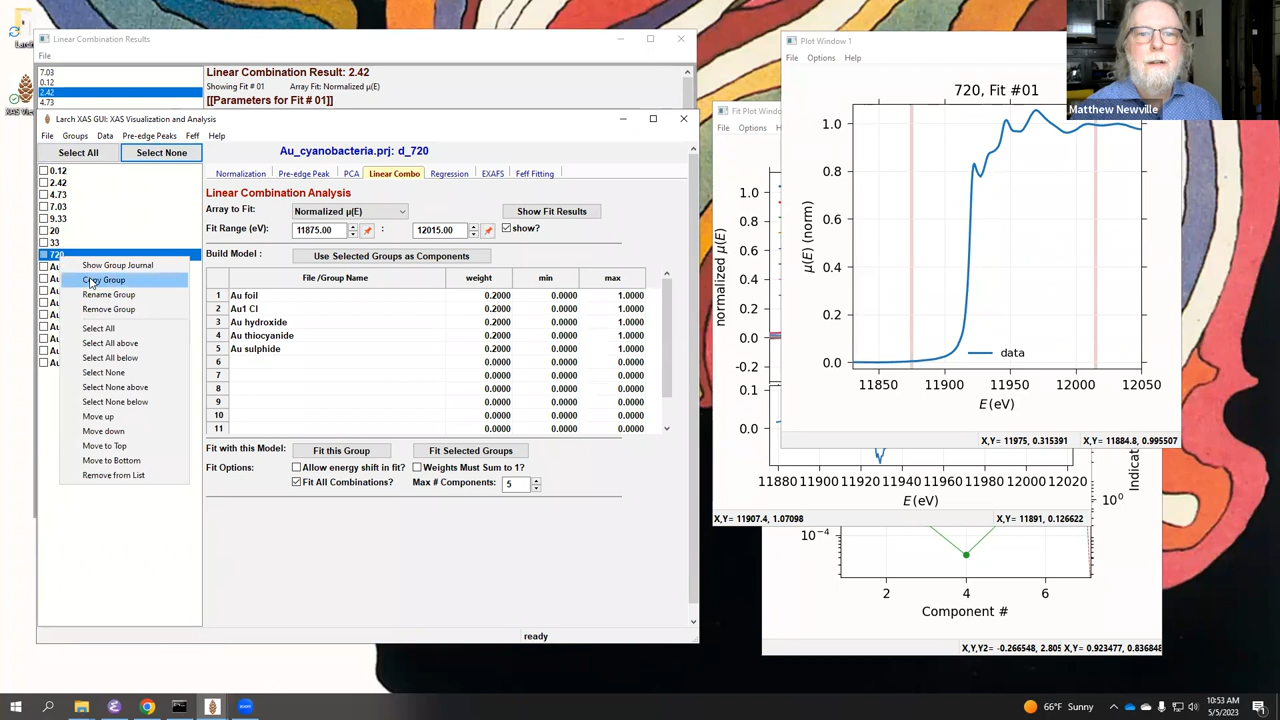 Linear Combination Results
File
7.03
0.12
2.42
4.73
Linear Combination Result: 2.42
Showing Fit # 01 Array Fit: Normalized μ(E)
[[Parameters for Fit # 01]]
Larch XAS GUI: XAS Visualization and Analysis
File Groups Data Pre-edge Peaks Feff Help
Select All Select None
Au_cyanobacteria.prj: d_720
0.12
2.42
4.73
7.03
9.33
20
33
720
Au
Au
Au
Au
Au
Au
Au
Show Group Journal
Copy Group
Rename Group
Remove Group
Select All
Select All above
Select All below
Select None
Select None above
Select None below
Move up
Move down
Move to Top
Move to Bottom
Remove from List
Normalization Pre-edge Peak PCA Linear Combo Regression EXAFS Feff Fitting
Linear Combination Analysis
Array to Fit: Normalized μ(E) Show Fit Results
Fit Range (eV): 11875.00 : 12015.00 show?
Build Model : Use Selected Groups as Components
File /Group Name weight min max
1 Au foil 0.2000 0.0000 1.0000
2 Au1 Cl 0.2000 0.0000 1.0000
3 Au hydroxide 0.2000 0.0000 1.0000
4 Au thiocyanide 0.2000 0.0000 1.0000
5 Au sulphide 0.2000 0.0000 1.0000
6 0.0000 0.0000 0.0000
7 0.0000 0.0000 0.0000
8 0.0000 0.0000 0.0000
9 0.0000 0.0000 0.0000
10 0.0000 0.0000 0.0000
11 0.0000 0.0000 0.0000
Fit with this Model: Fit this Group Fit Selected Groups
Fit Options: Allow energy shift in fit? Weights Must Sum to 1?
Fit All Combinations? Max # Components: 5
ready
Plot Window 1
File Options Help
720, Fit #01
μ(E) (norm)
1.0
0.8
0.6
0.4
0.2
0.0
data
11850 11900 11950 12000 12050
E (eV)
X,Y= 11975, 0.315391 X,Y= 11884.8, 0.995507
Matthew Newville
Fit Plot Window
File Options H
normalized μ(E)
1.0
0.8
0.6
0.4
0.2
0.0
-0.2
0.1
0.0
11880 11900 11920 11940 11960 11980 12000 12020
E (eV)
X,Y= 11907.4, 1.07098 X,Y= 11891, 0.126622
10⁰
10⁻⁴
2 4 6
Component #
X,Y,Y2= -0.266548, 2.805 X,Y= 0.923477, 0.836848
66°F Sunny
10:53 AM
5/5/2023